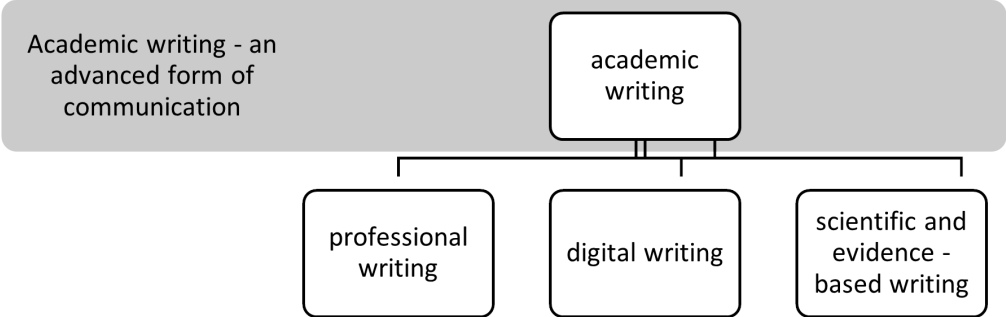 Academic writing - an
advanced form of
communication
academic
writing
professional
writing
digital writing
scientific and
evidence -
based writing